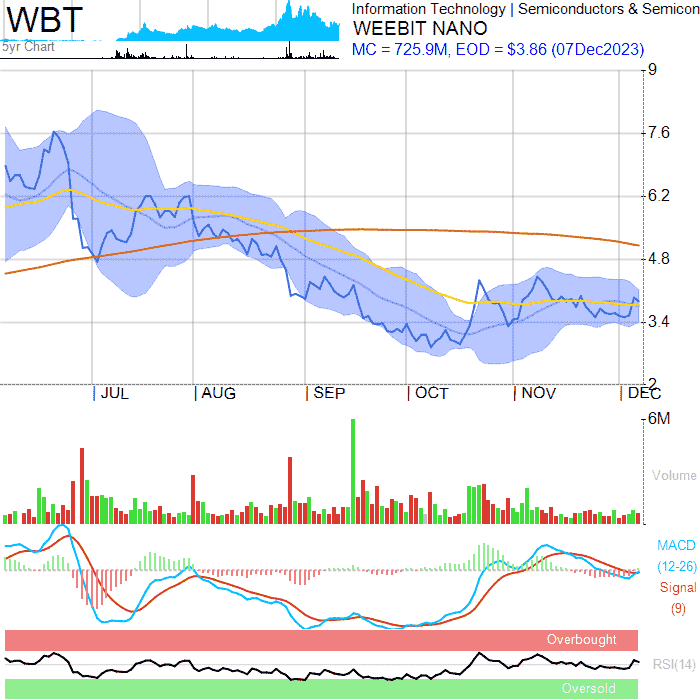 WBT
5yr Chart
Information Technology | Semiconductors & Semicon
WEEBIT NANO
MC = 725.9M, EOD = $3.86 (07Dec2023)
9
7.6
6.2
4.8
3.4
2
JUL
AUG
SEP
OCT
NOV
DEC
6M
Volume
MACD
(12-26)
Signal
(9)
Overbought
RSI(14)
Oversold